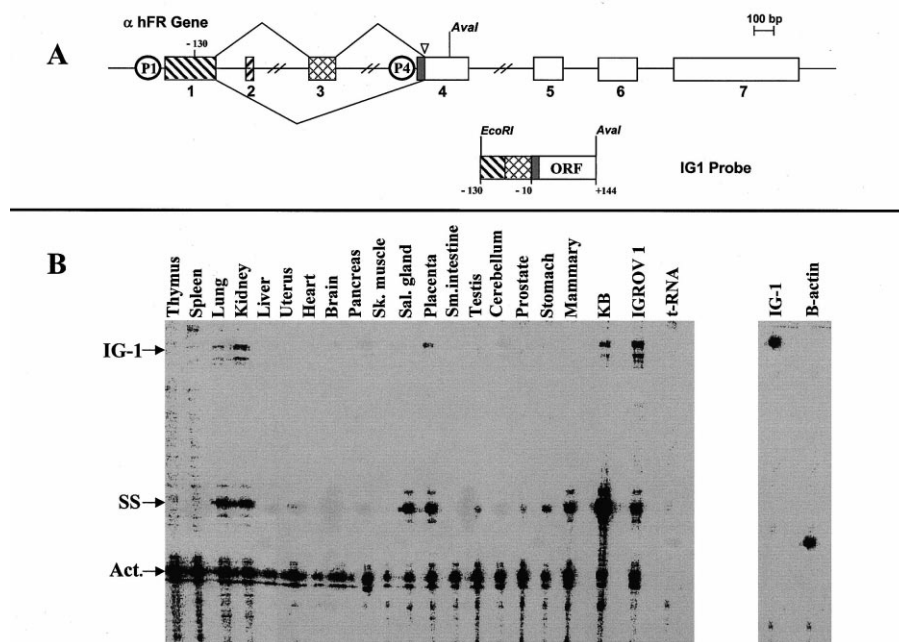 α hFR Gene
A
- 130
AvaI
100 bp
P1
P4
1 2 3 4 5 6 7
EcoRI AvaI
ORF
IG1 Probe
- 130 - 10 +144
B
Thymus
Spleen
Lung
Kidney
Liver
Uterus
Heart
Brain
Pancreas
Sk. muscle
Sal. gland
Placenta
Sm.intestine
Testis
Cerebellum
Prostate
Stomach
Mammary
KB
IGROV 1
t-RNA
IG-1
B-actin
IG-1
SS
Act.